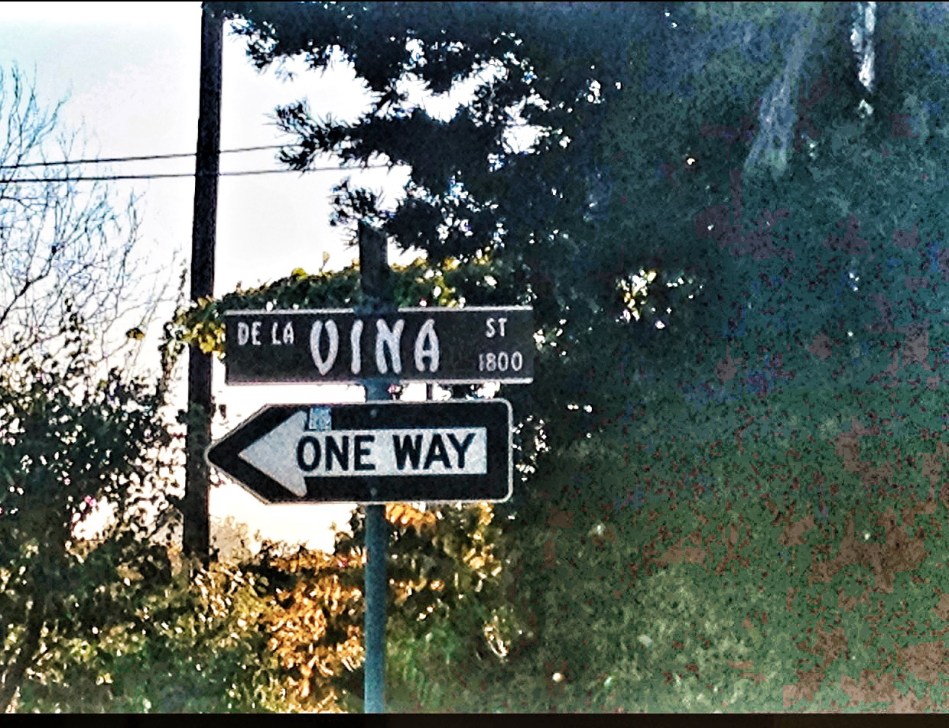 DE LA VINA ST
1800
ONE WAY